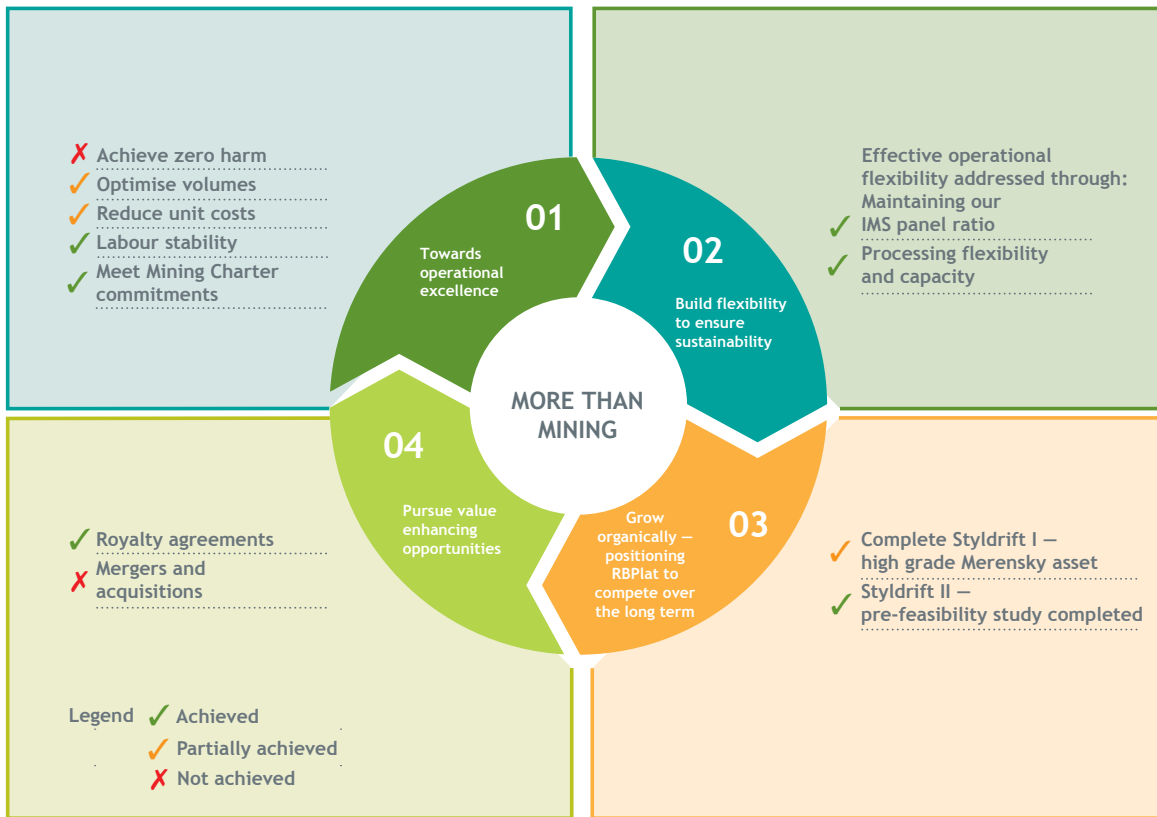 ✗ Achieve zero harm
✓ Optimise volumes
✓ Reduce unit costs
✓ Labour stability
✓ Meet Mining Charter
commitments
01
Towards
operational
excellence
02
Build flexibility
to ensure
sustainability
Effective operational
flexibility addressed through:
Maintaining our
✓ IMS panel ratio
✓ Processing flexibility
and capacity
MORE THAN
MINING
04
Pursue value
enhancing
opportunities
03
Grow
organically —
positioning
RBPlat to
compete over
the long term
✓ Royalty agreements
✗ Mergers and
acquisitions
✓ Complete Styldrift I —
high grade Merensky asset
✓ Styldrift II —
pre-feasibility study completed
Legend ✓ Achieved
✓ Partially achieved
✗ Not achieved